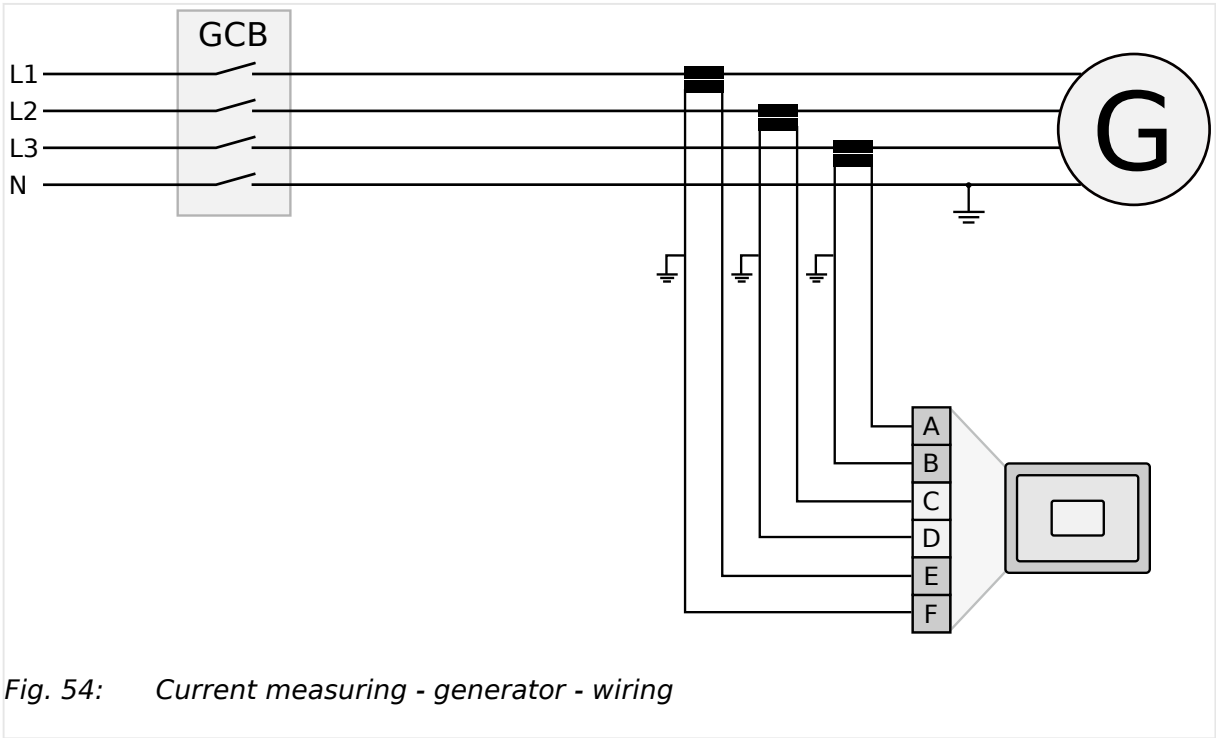 GCB
L1
L2
L3
N
G
A
B
C
D
E
F
Fig. 54: Current measuring - generator - wiring